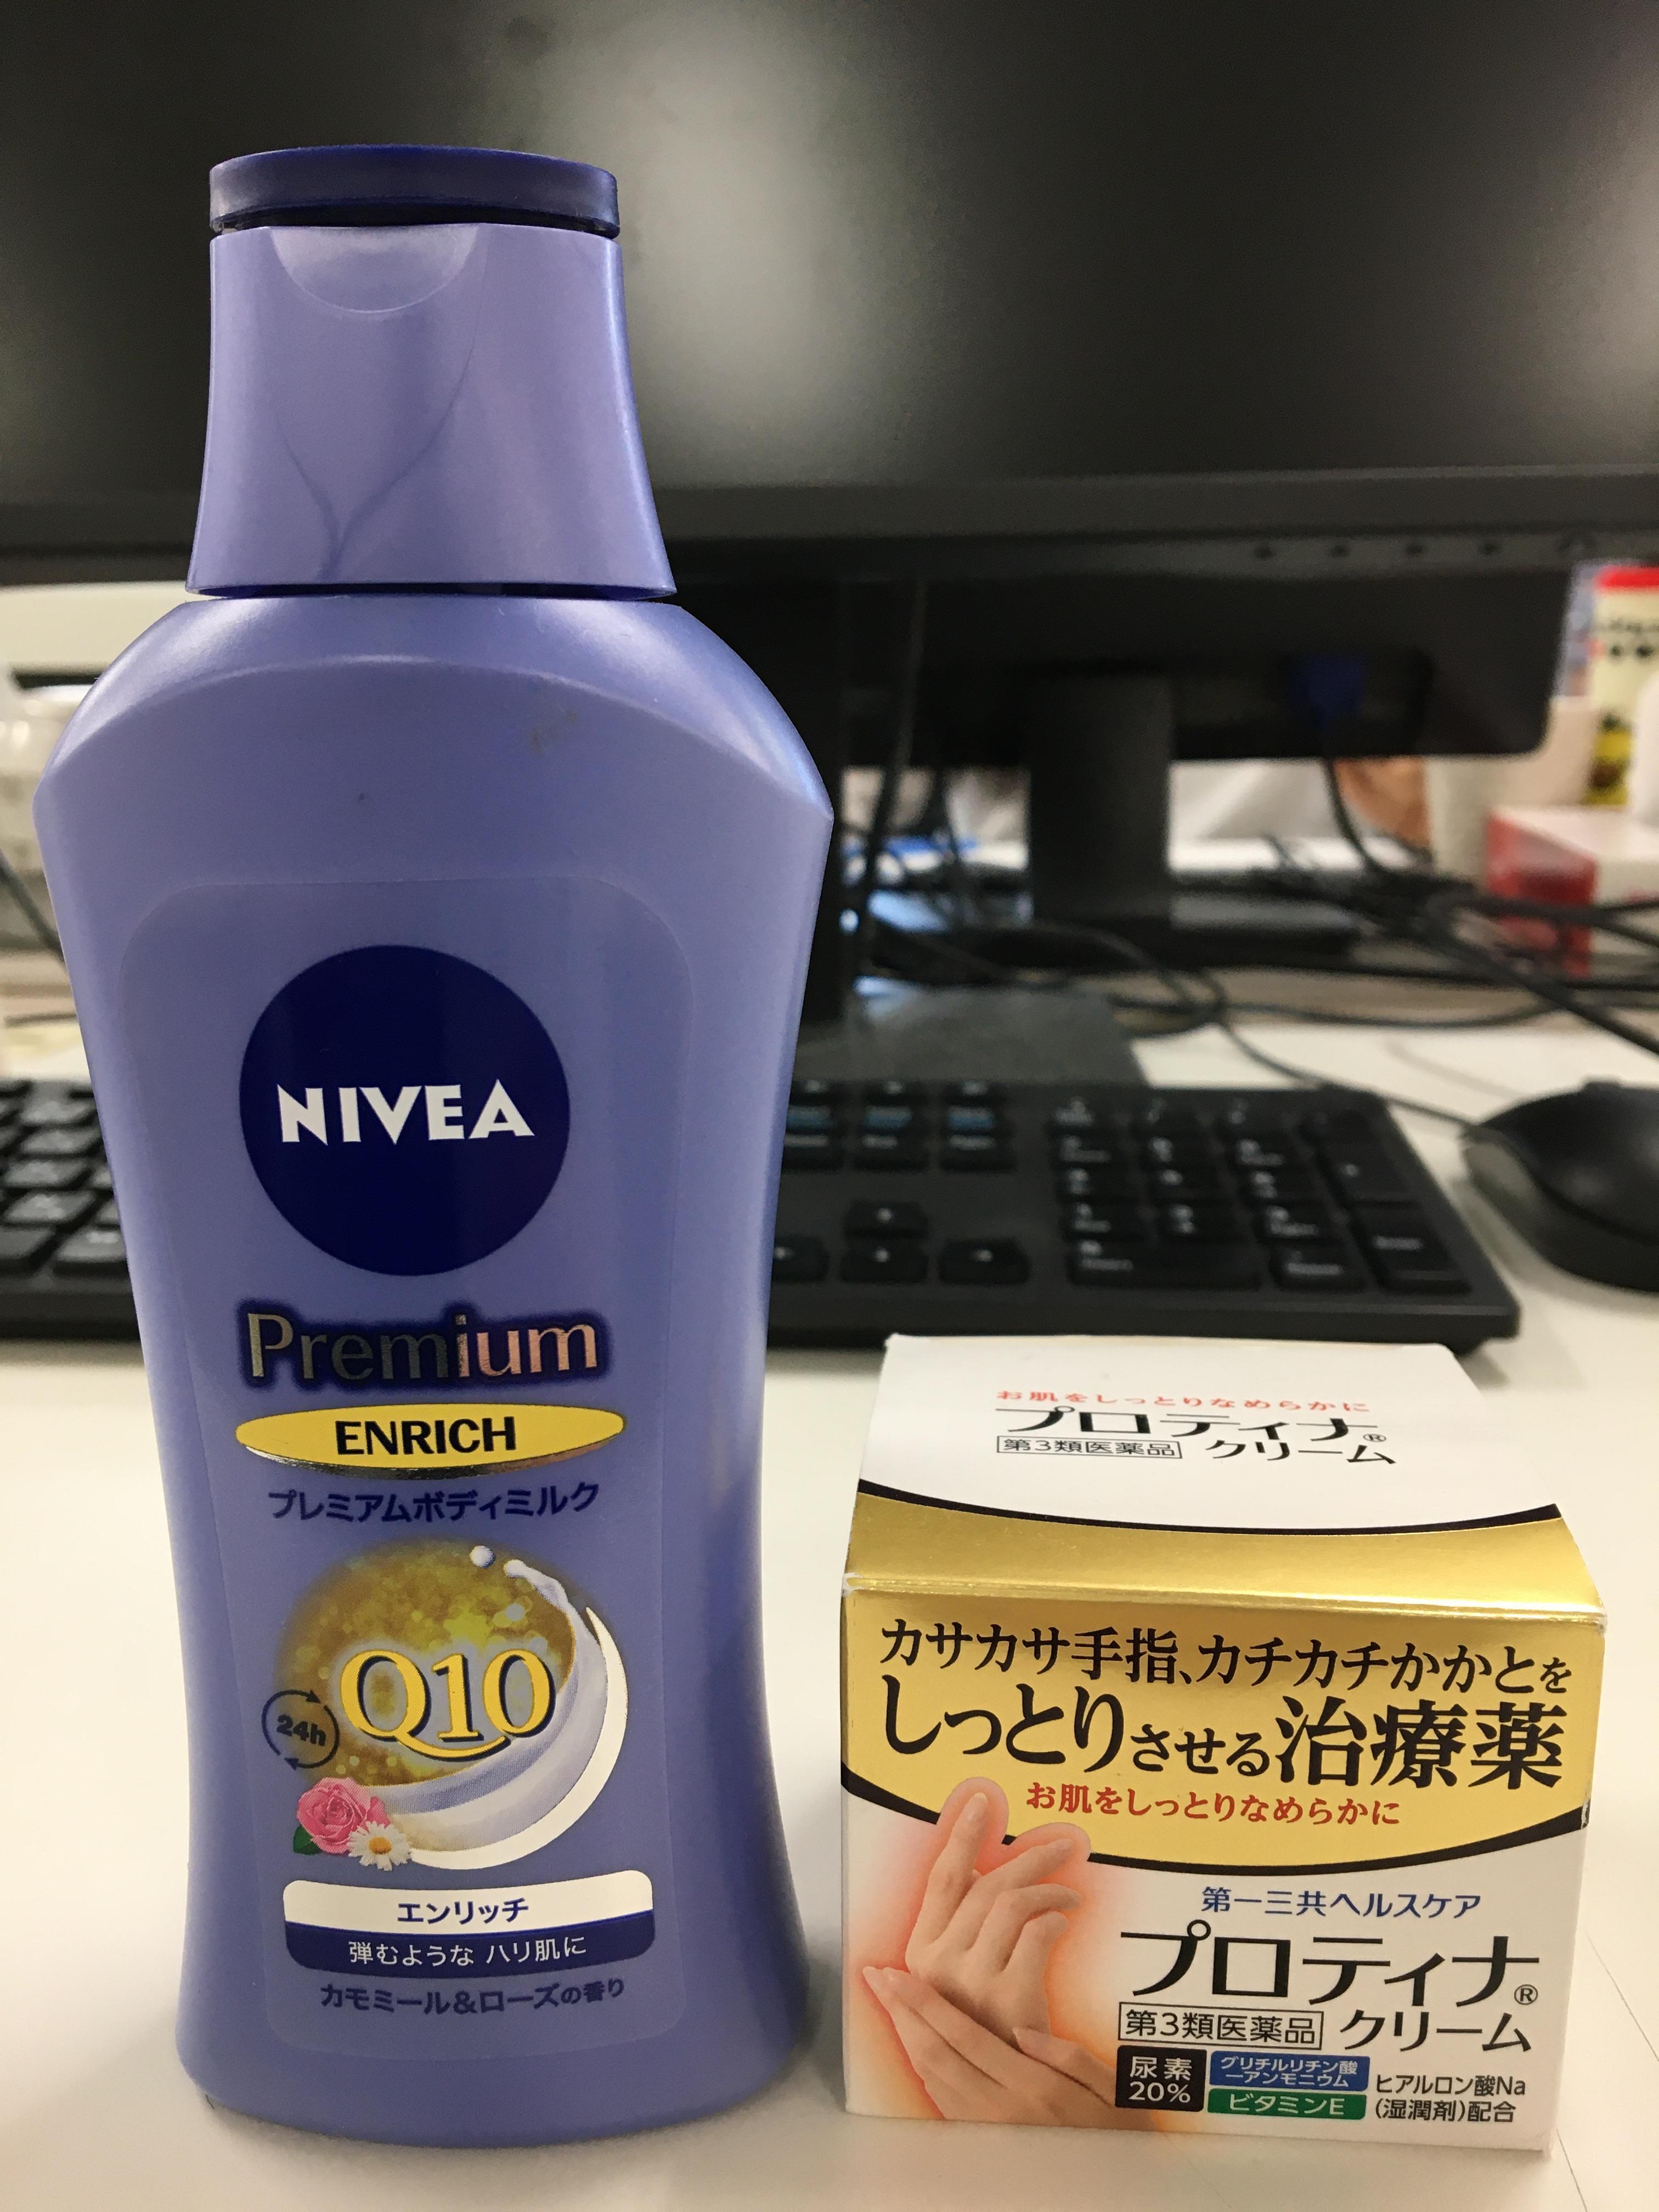 NIVEA
Premium
ENRICH
プレミアムボディミルク
Q10
24h
エンリッチ
弾むような ハリ肌に
カモミール&ローズの香り
お肌をしっとりなめらかに
プロティナ®
第3類医薬品 クリーム
カサカサ手指、カチカチかかとを
しっとりさせる治療薬
お肌をしっとりなめらかに
第一三共ヘルスケア
プロティナ®
第3類医薬品 クリーム
尿素
20%
グリチルリチン酸
一アンモニウム
ビタミンE
ヒアルロン酸Na
(湿潤剤)配合